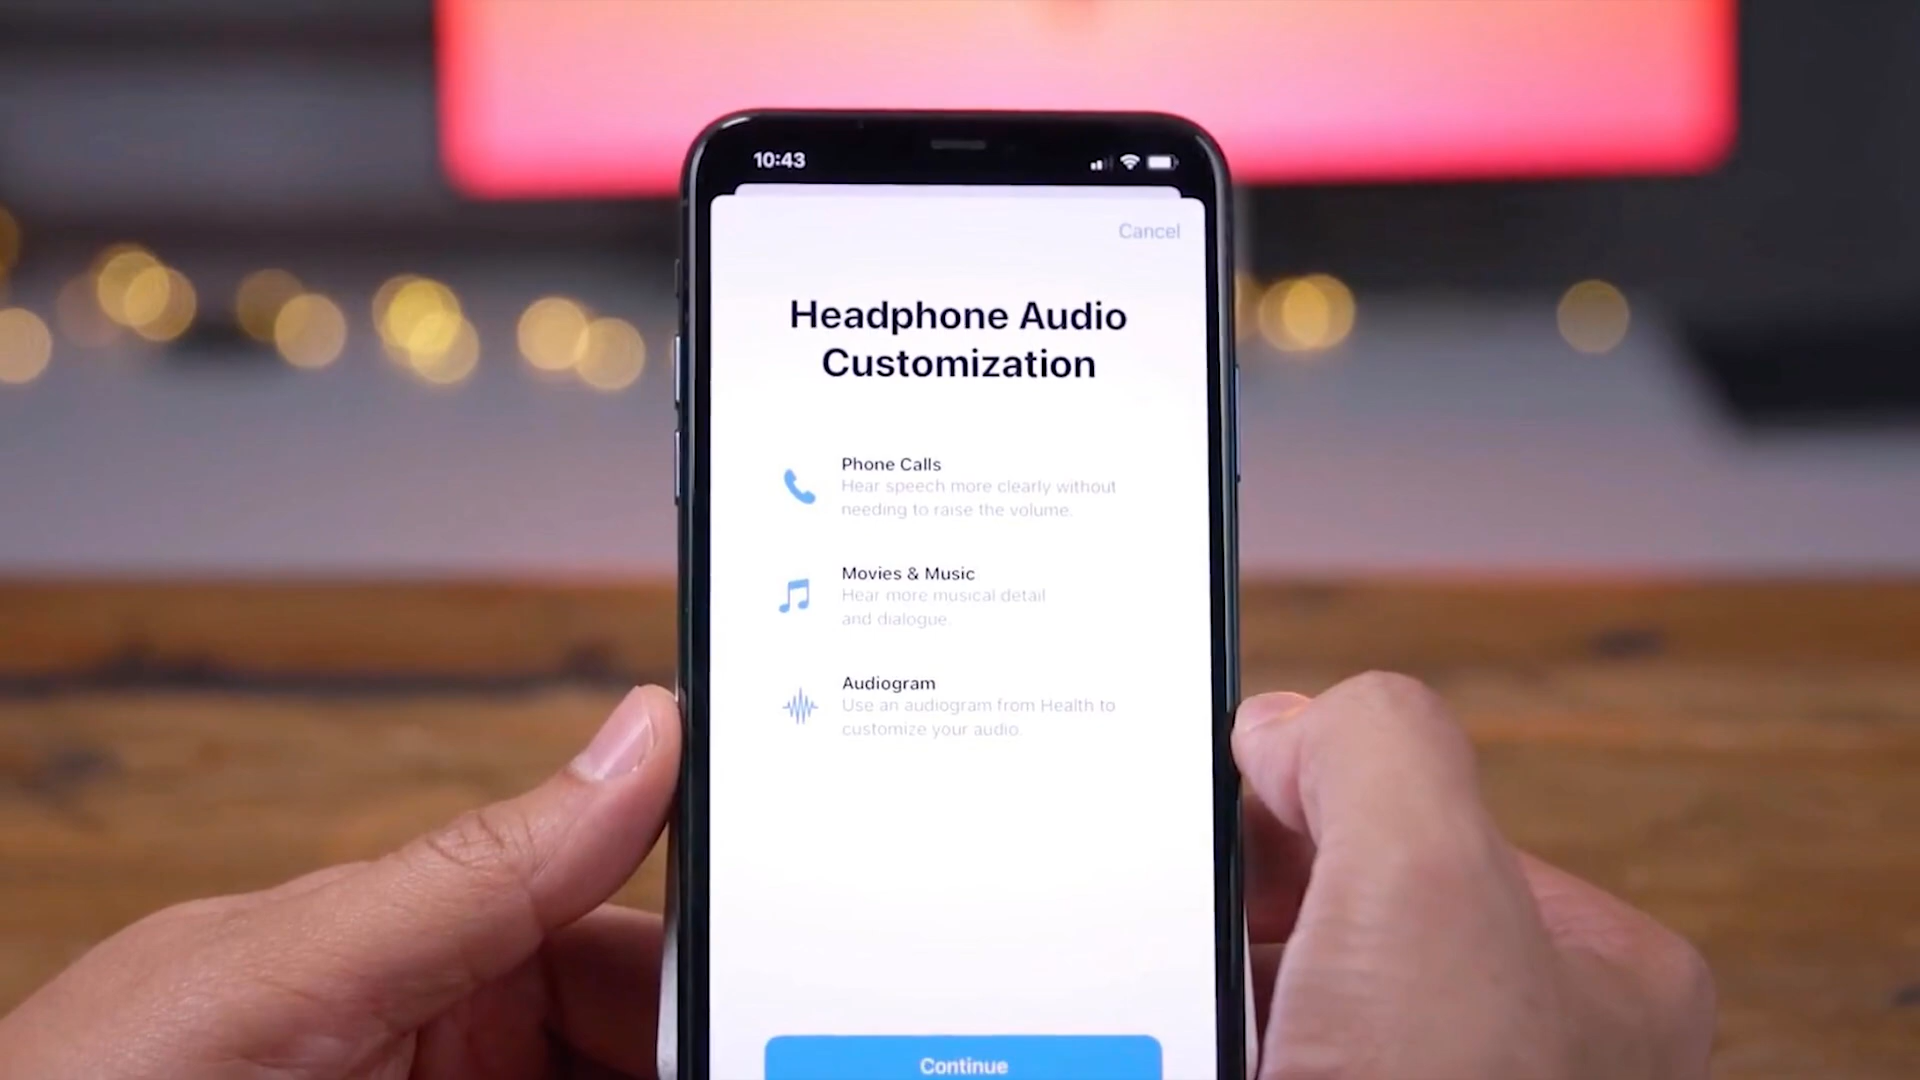 10:43
Cancel
Headphone Audio
Customization
Phone Calls
Hear speech more clearly without
needing to raise the volume.
Movies & Music
Hear more musical detail
and dialogue.
Audiogram
Use an audiogram from Health to
customize your audio.
Continue